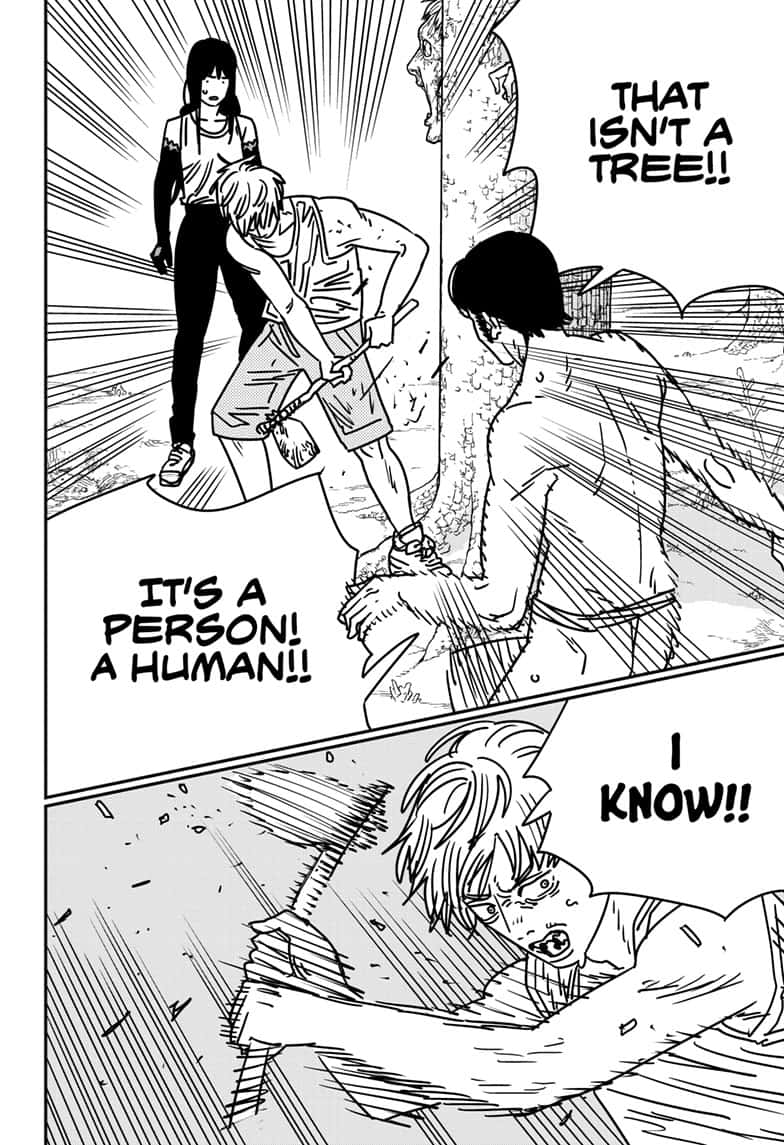 THAT
ISN'T A
TREE!!
IT'S A
PERSON!
A HUMAN!!
I
KNOW!!